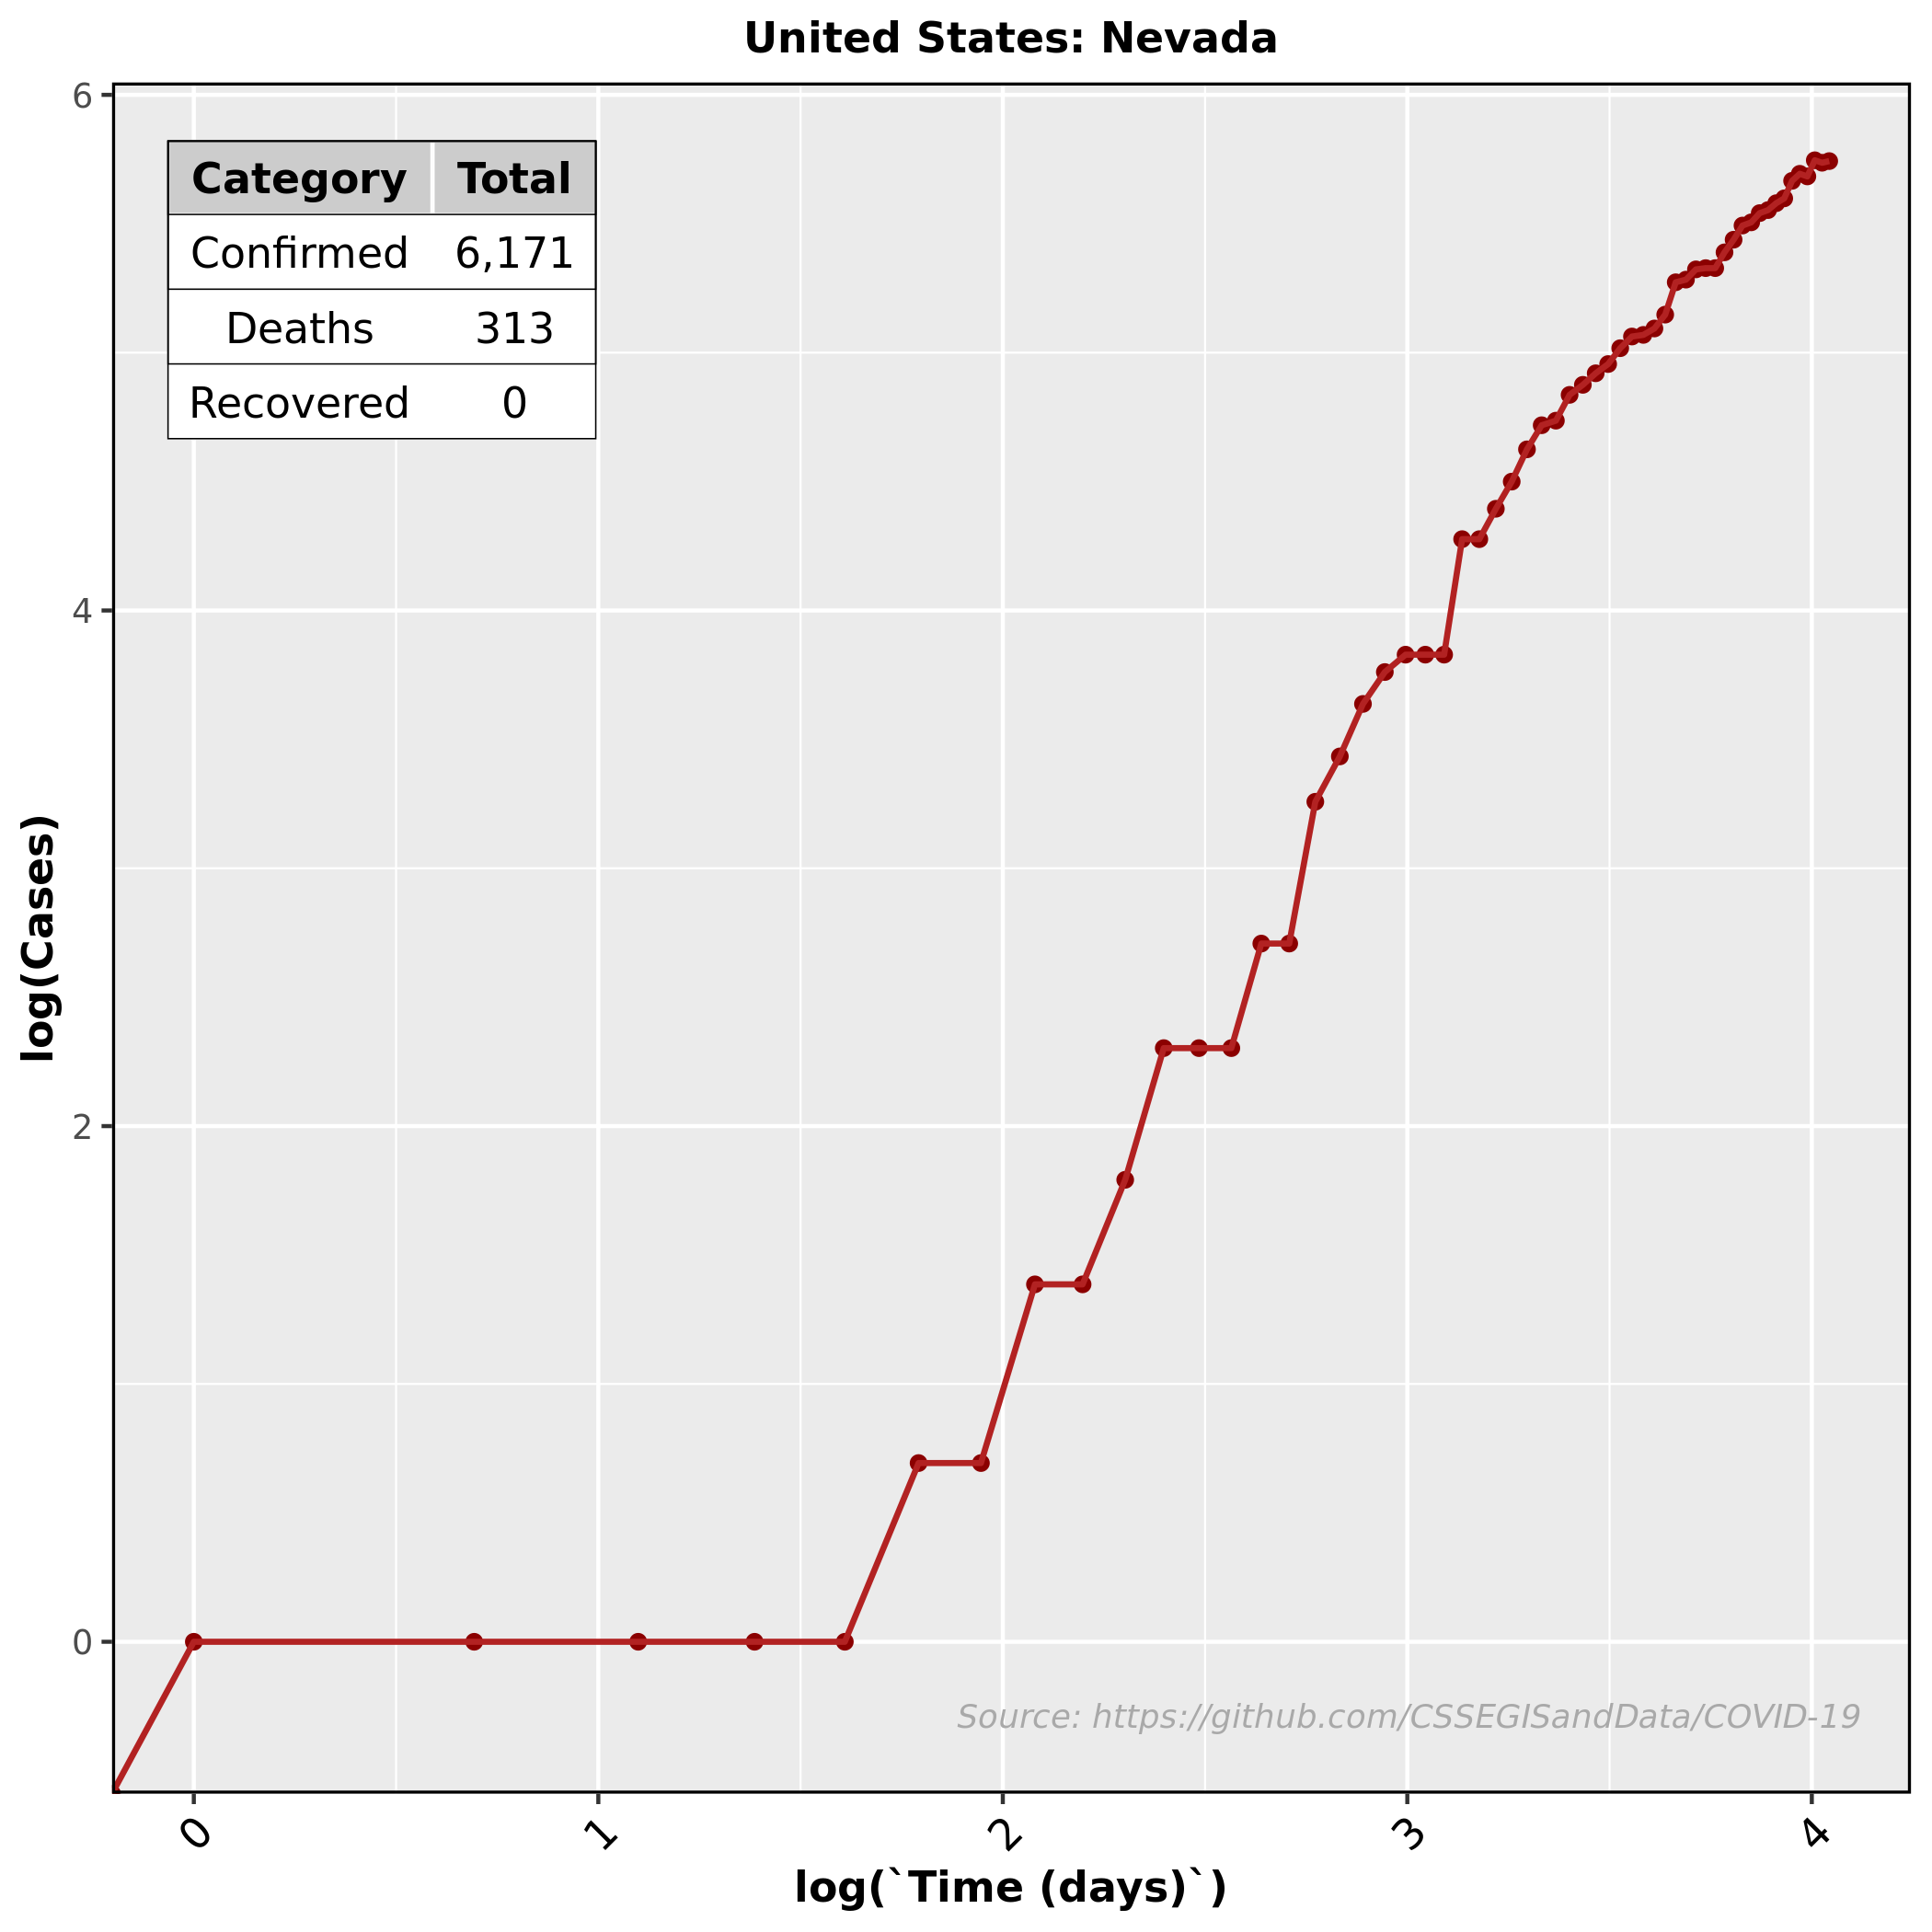 United States: Nevada
6
4
2
0
log(Cases)
Category Total
Confirmed 6,171
Deaths 313
Recovered 0
Source: https://github.com/CSSEGISandData/COVID-19
0 1 2 3 4
log(`Time (days)`)